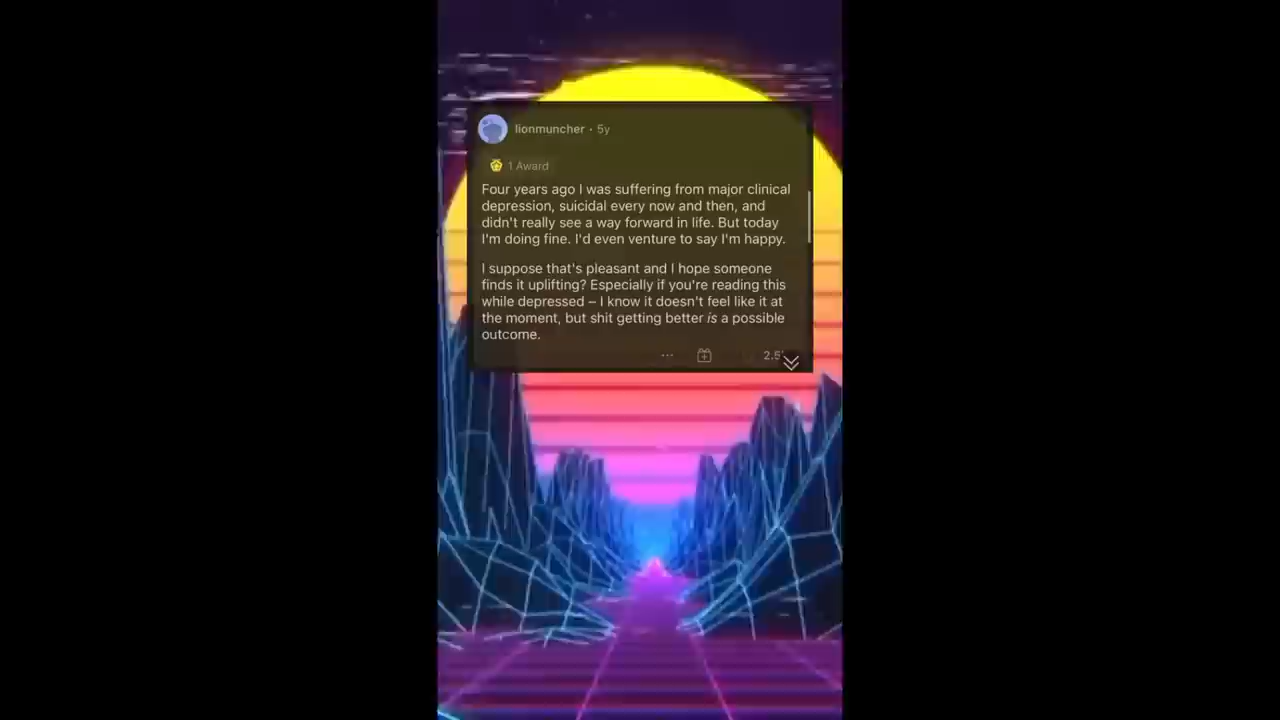 lionmuncher • 5y
1 Award
Four years ago I was suffering from major clinical
depression, suicidal every now and then, and
didn't really see a way forward in life. But today
I'm doing fine. I'd even venture to say I'm happy.
I suppose that's pleasant and I hope someone
finds it uplifting? Especially if you're reading this
while depressed – I know it doesn't feel like it at
the moment, but shit getting better is a possible
outcome.